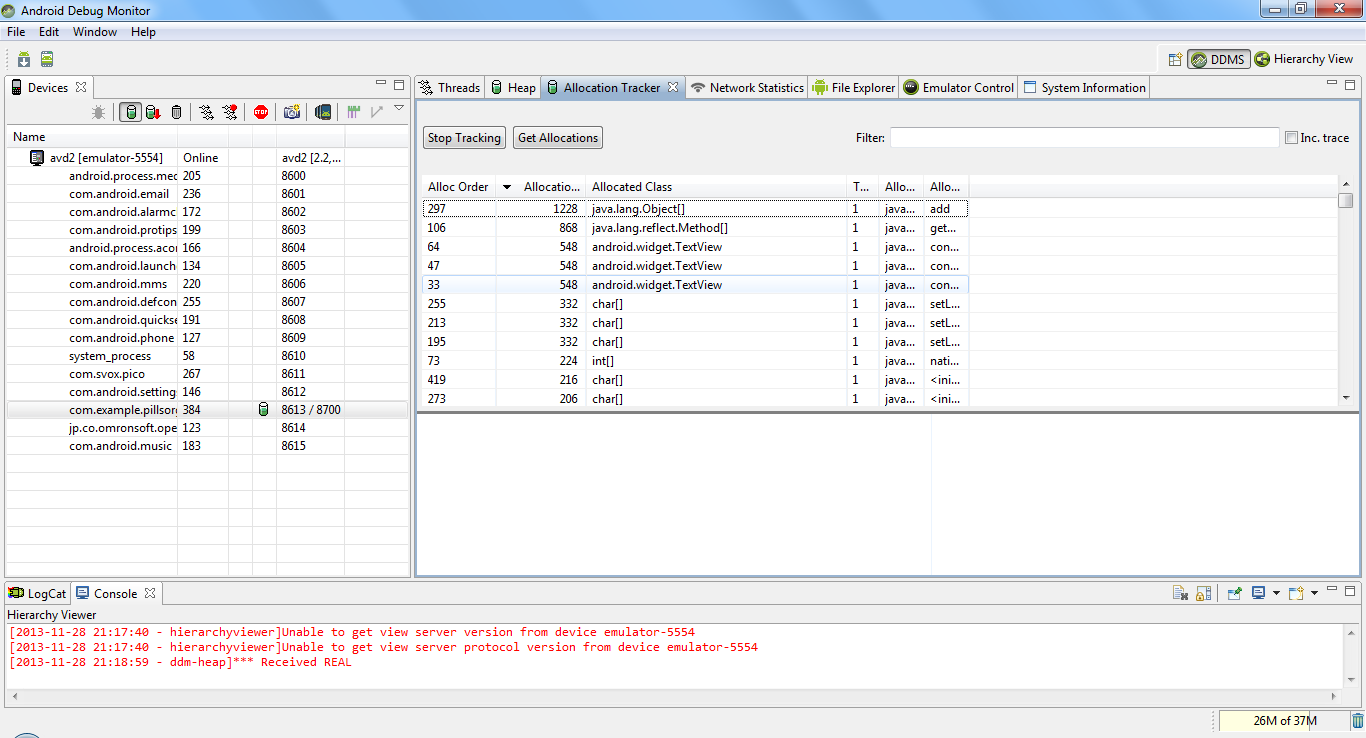 Android Debug Monitor
File Edit Window Help
DDMS Hierarchy View
Devices
Name
avd2 [emulator-5554] Online avd2 [2.2,...
android.process.med 205 8600
com.android.email 236 8601
com.android.alarmc 172 8602
com.android.protips 199 8603
android.process.aco 166 8604
com.android.launch 134 8605
com.android.mms 220 8606
com.android.defcon 255 8607
com.android.quickse 191 8608
com.android.phone 127 8609
system_process 58 8610
com.svox.pico 267 8611
com.android.setting 146 8612
com.example.pillsor 384 8613 / 8700
jp.co.omronsoft.ope 123 8614
com.android.music 183 8615
Threads Heap Allocation Tracker Network Statistics File Explorer Emulator Control System Information
Stop Tracking Get Allocations Filter: Inc. trace
Alloc Order Allocatio... Allocated Class T... Allo... Allo...
297 1228 java.lang.Object[] 1 java... add
106 868 java.lang.reflect.Method[] 1 java... get...
64 548 android.widget.TextView 1 java... con...
47 548 android.widget.TextView 1 java... con...
33 548 android.widget.TextView 1 java... con...
255 332 char[] 1 java... setL...
213 332 char[] 1 java... setL...
195 332 char[] 1 java... setL...
73 224 int[] 1 java... nati...
419 216 char[] 1 java... <ini...
273 206 char[] 1 java... <ini...
LogCat Console
Hierarchy Viewer
[2013-11-28 21:17:40 - hierarchyviewer]Unable to get view server version from device emulator-5554
[2013-11-28 21:17:40 - hierarchyviewer]Unable to get view server protocol version from device emulator-5554
[2013-11-28 21:18:59 - ddm-heap]*** Received REAL
26M of 37M